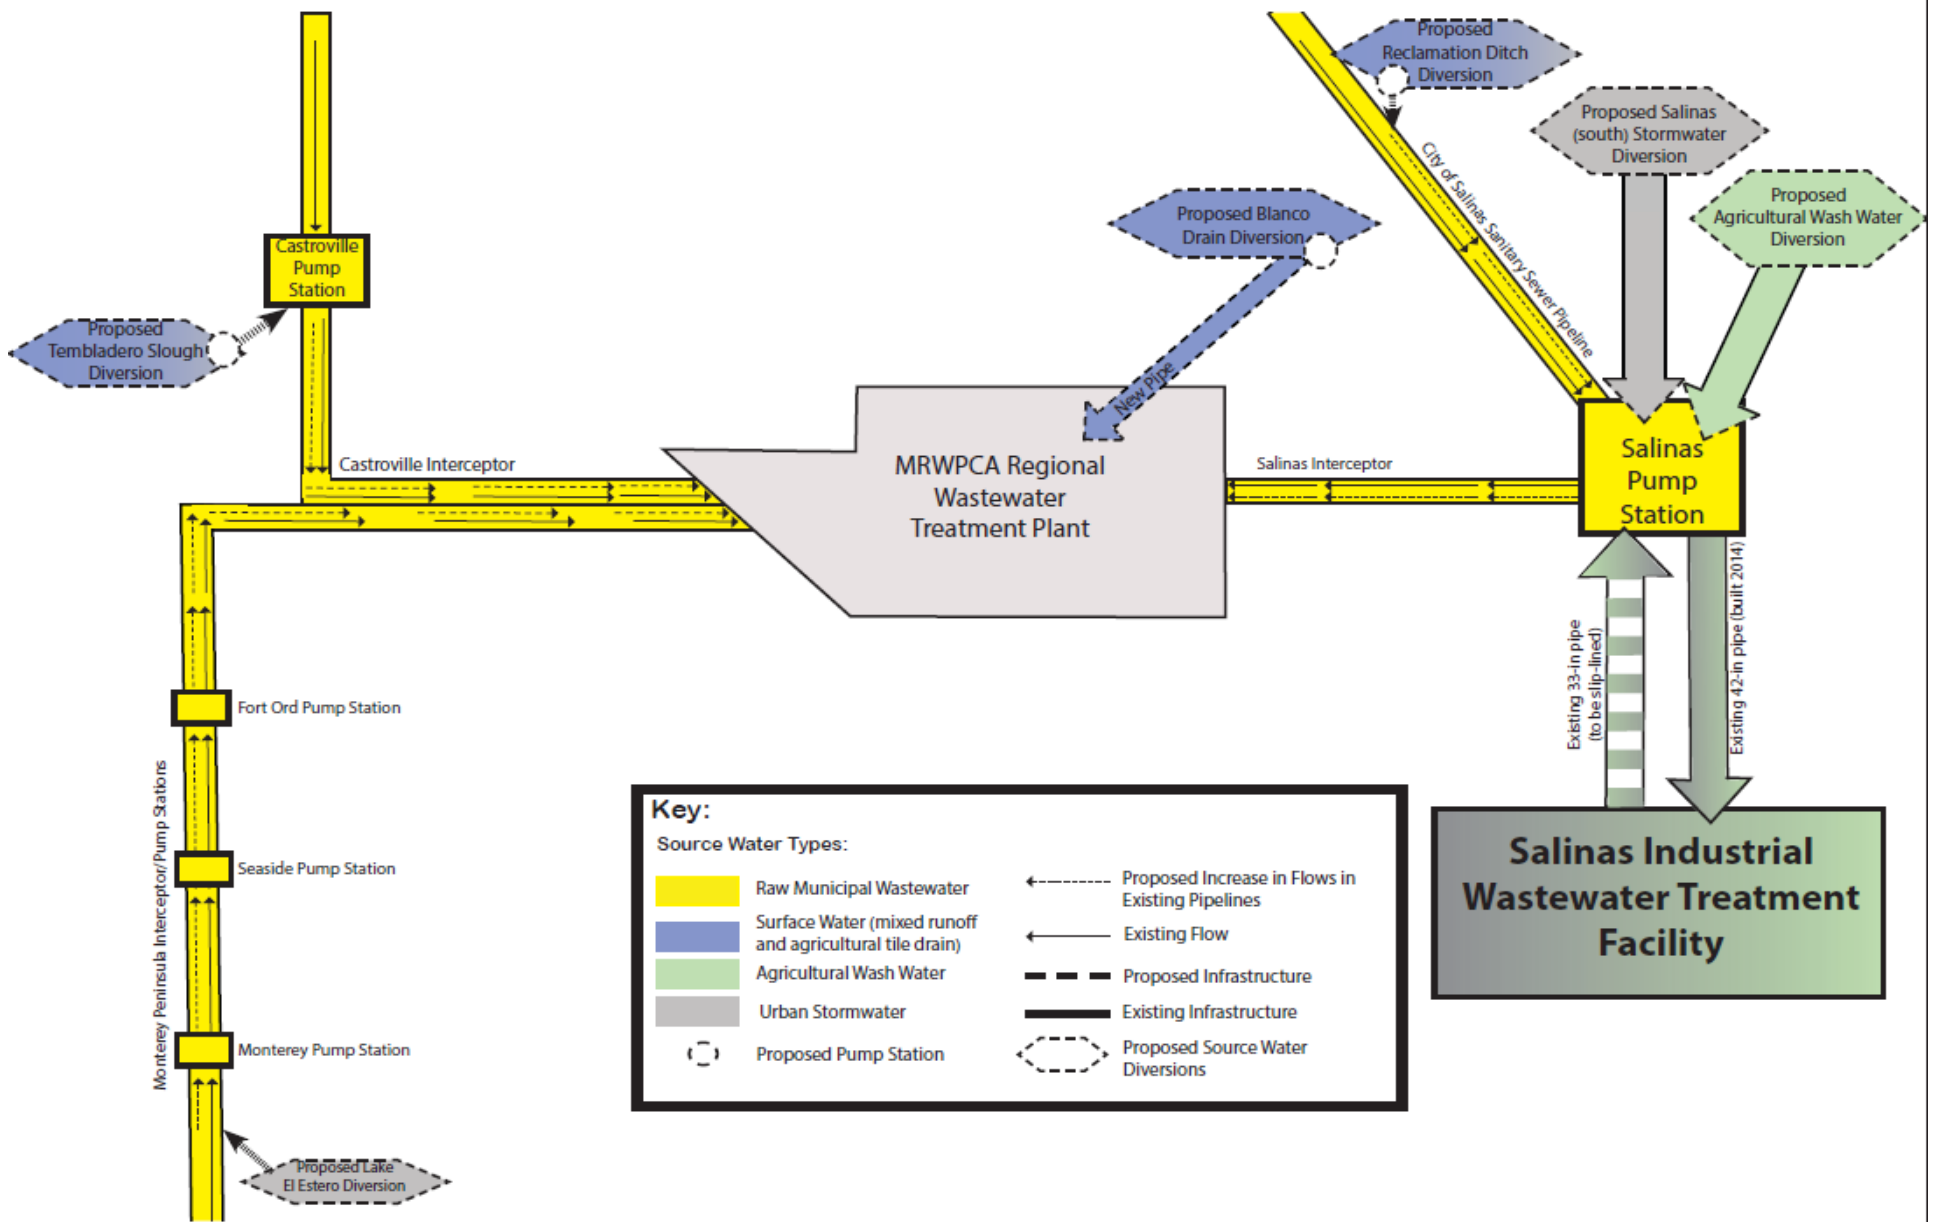 Proposed
Reclamation Ditch
Diversion
Proposed Salinas
(south) Stormwater
Diversion
Proposed
Agricultural Wash Water
Diversion
Proposed Blanco
Drain Diversion
City of Salinas Sanitary Sewer Pipeline
Castroville
Pump
Station
Proposed
Tembladero Slough
Diversion
New Pipe
Castroville Interceptor
MRWPCA Regional
Wastewater
Treatment Plant
Salinas Interceptor
Salinas
Pump
Station
Existing 33-in pipe
(to be slip-lined)
Existing 42-in pipe (built 2014)
Fort Ord Pump Station
Seaside Pump Station
Monterey Pump Station
Monterey Peninsula Interceptor/Pump Stations
Proposed Lake
El Estero Diversion
Key:
Source Water Types:
Raw Municipal Wastewater
Surface Water (mixed runoff
and agricultural tile drain)
Agricultural Wash Water
Urban Stormwater
Proposed Pump Station
Proposed Increase in Flows in
Existing Pipelines
Existing Flow
Proposed Infrastructure
Existing Infrastructure
Proposed Source Water
Diversions
Salinas Industrial
Wastewater Treatment
Facility